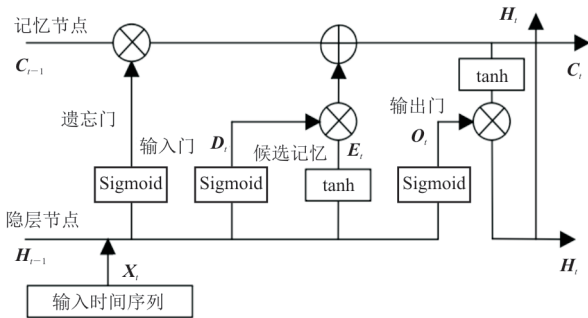 记忆节点
H_t
C_{t-1}
C_t
tanh
遗忘门
输出门
输入门
D_t
候选记忆
E_t
O_t
Sigmoid
Sigmoid
tanh
Sigmoid
隐层节点
H_{t-1}
X_t
H_t
输入时间序列